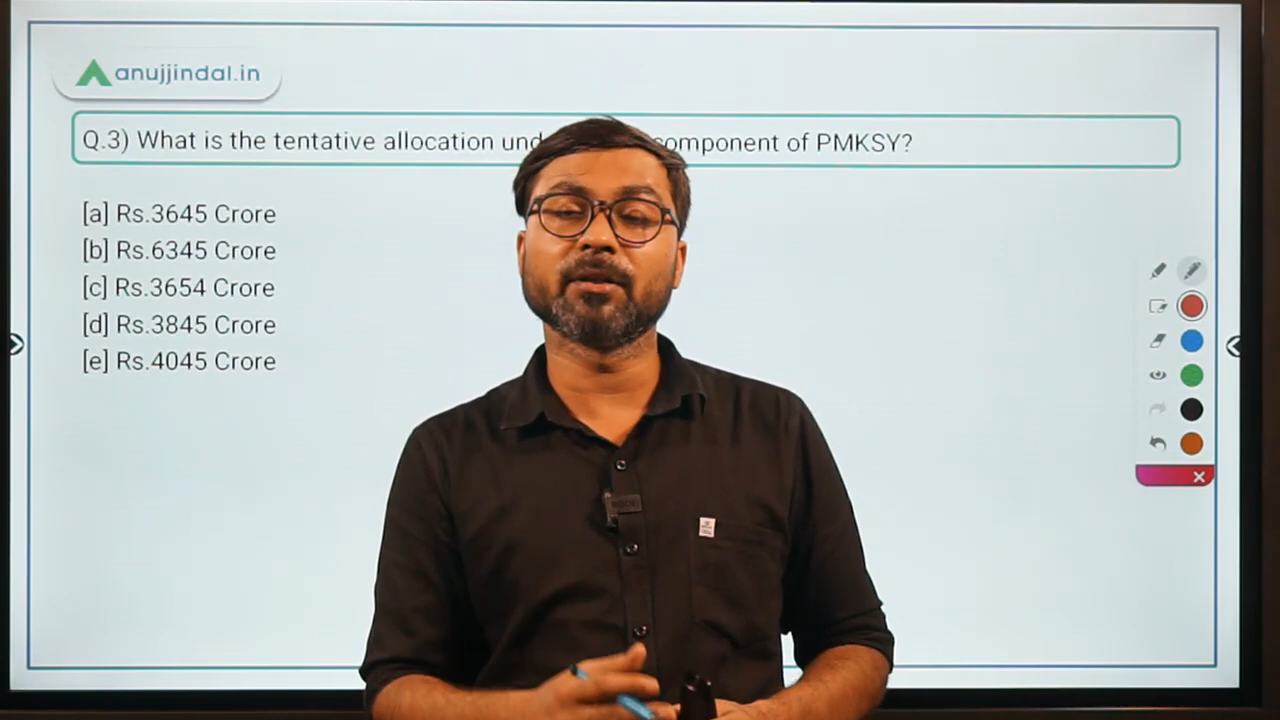 anujjindal.in
Q.3) What is the tentative allocation component of PMKSY?
[a] Rs.3645 Crore
[b] Rs.6345 Crore
[c] Rs.3654 Crore
[d] Rs.3845 Crore
[e] Rs.4045 Crore